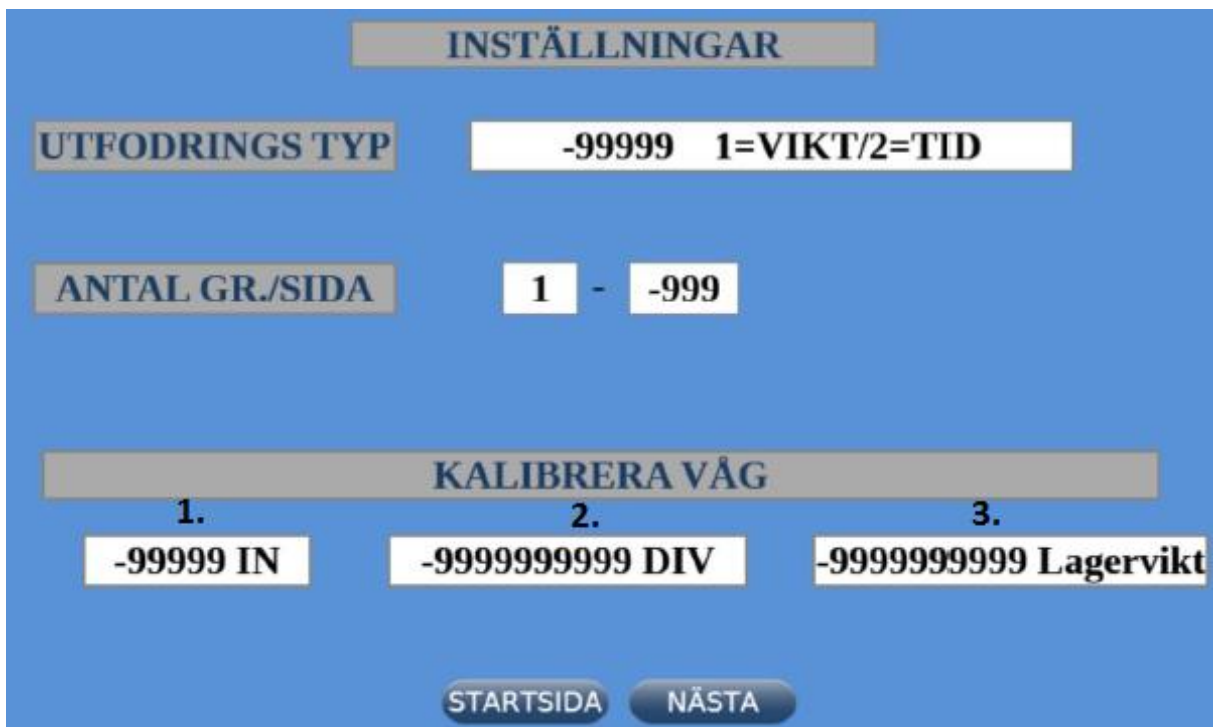 INSTÄLLNINGAR
UTFODRINGS TYP -99999 1=VIKT/2=TID
ANTAL GR./SIDA 1 - -999
KALIBRERA VÅG
1. 2. 3.
-99999 IN -9999999999 DIV -9999999999 Lagervikt
STARTSIDA NÄSTA